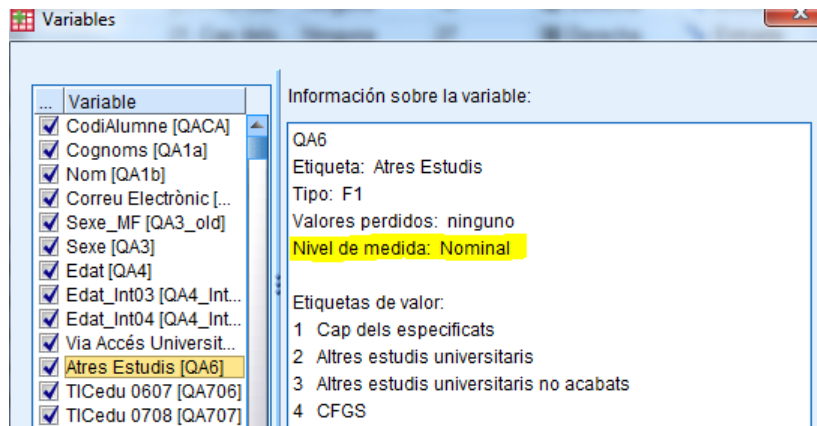 Variables
... Variable
CodiAlumne [QACA]
Cognoms [QA1a]
Nom [QA1b]
Correu Electrònic [...
Sexe_MF [QA3_old]
Sexe [QA3]
Edat [QA4]
Edat_Int03 [QA4_Int...
Edat_Int04 [QA4_Int...
Via Accés Universit...
Atres Estudis [QA6]
TICedu 0607 [QA706]
TICedu 0708 [QA707]
Información sobre la variable:
QA6
Etiqueta: Atres Estudis
Tipo: F1
Valores perdidos: ninguno
Nivel de medida: Nominal
Etiquetas de valor:
1 Cap dels especificats
2 Altres estudis universitaris
3 Altres estudis universitaris no acabats
4 CFGS